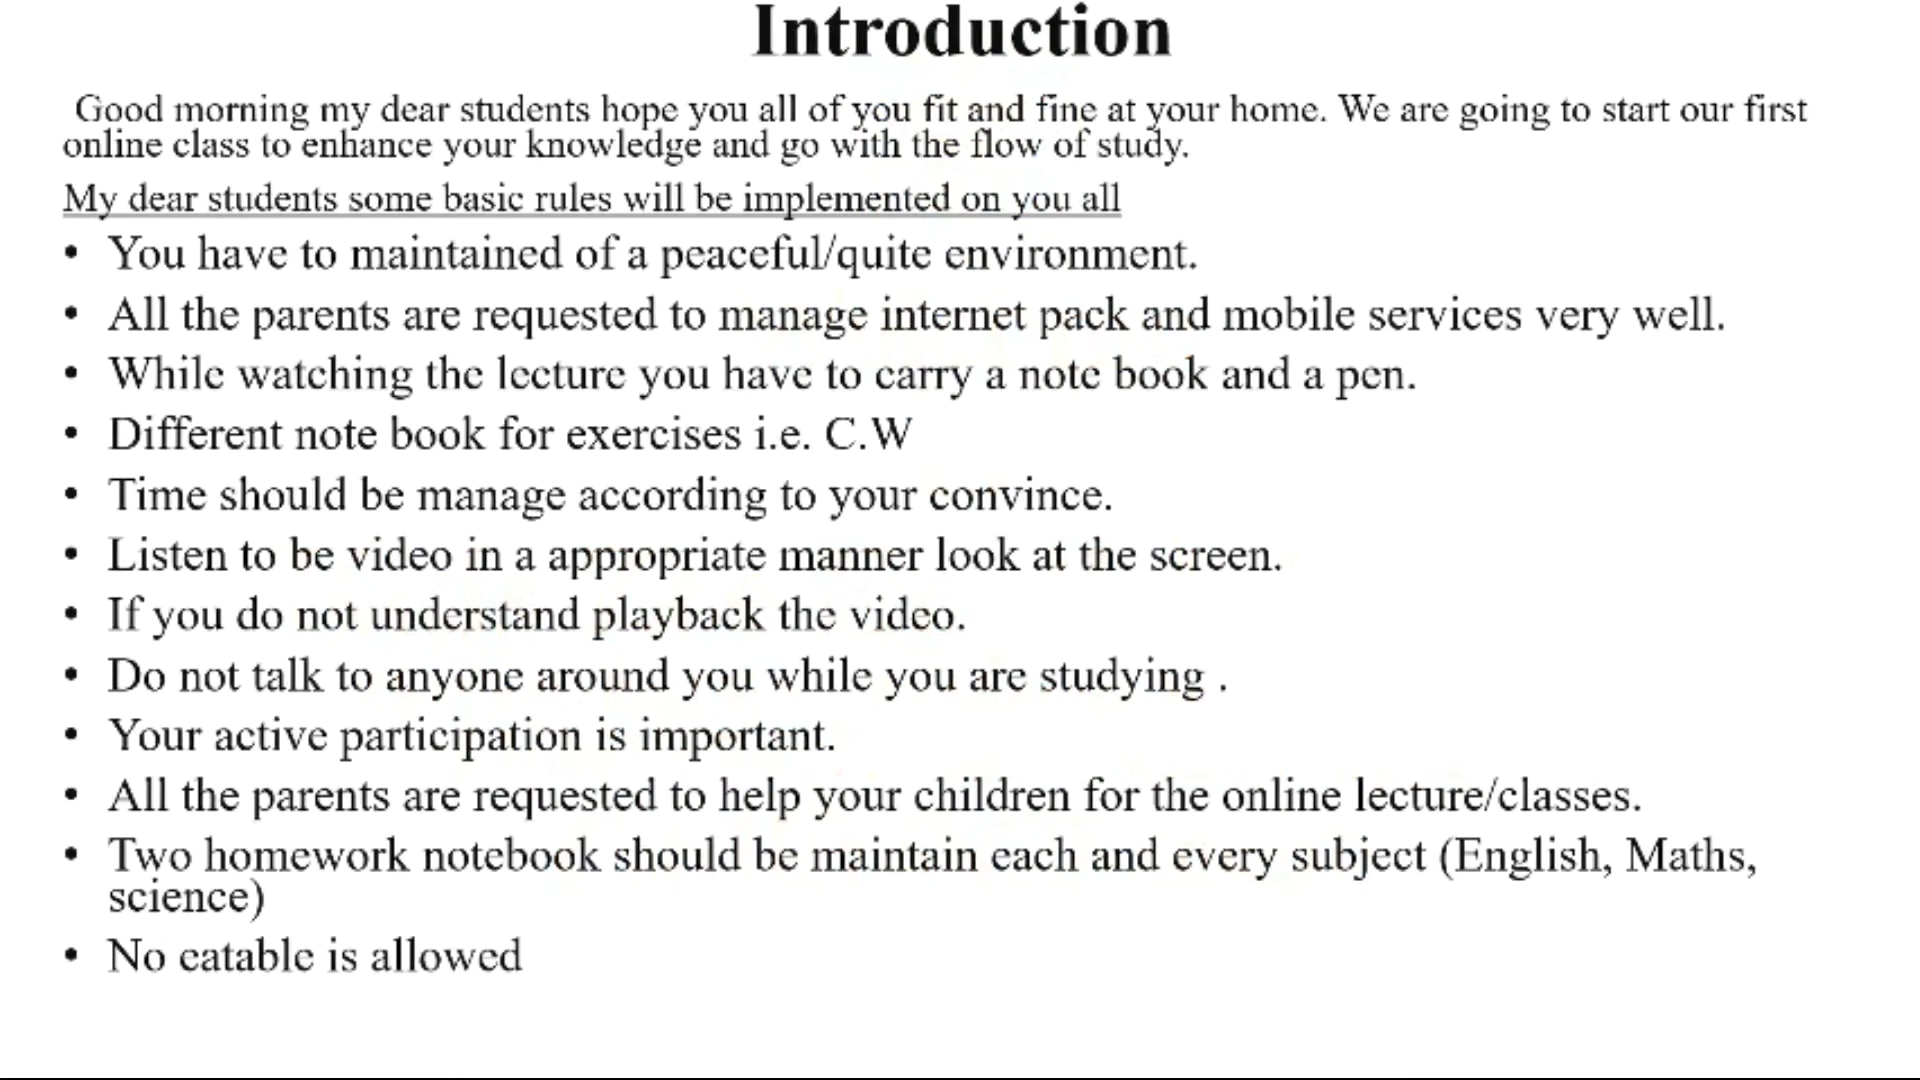 Introduction
Good morning my dear students hope you all of you fit and fine at your home. We are going to start our first
online class to enhance your knowledge and go with the flow of study.
My dear students some basic rules will be implemented on you all
• You have to maintained of a peaceful/quite environment.
• All the parents are requested to manage internet pack and mobile services very well.
• While watching the lecture you have to carry a note book and a pen.
• Different note book for exercises i.e. C.W
• Time should be manage according to your convince.
• Listen to be video in a appropriate manner look at the screen.
• If you do not understand playback the video.
• Do not talk to anyone around you while you are studying .
• Your active participation is important.
• All the parents are requested to help your children for the online lecture/classes.
• Two homework notebook should be maintain each and every subject (English, Maths,
science)
• No eatable is allowed